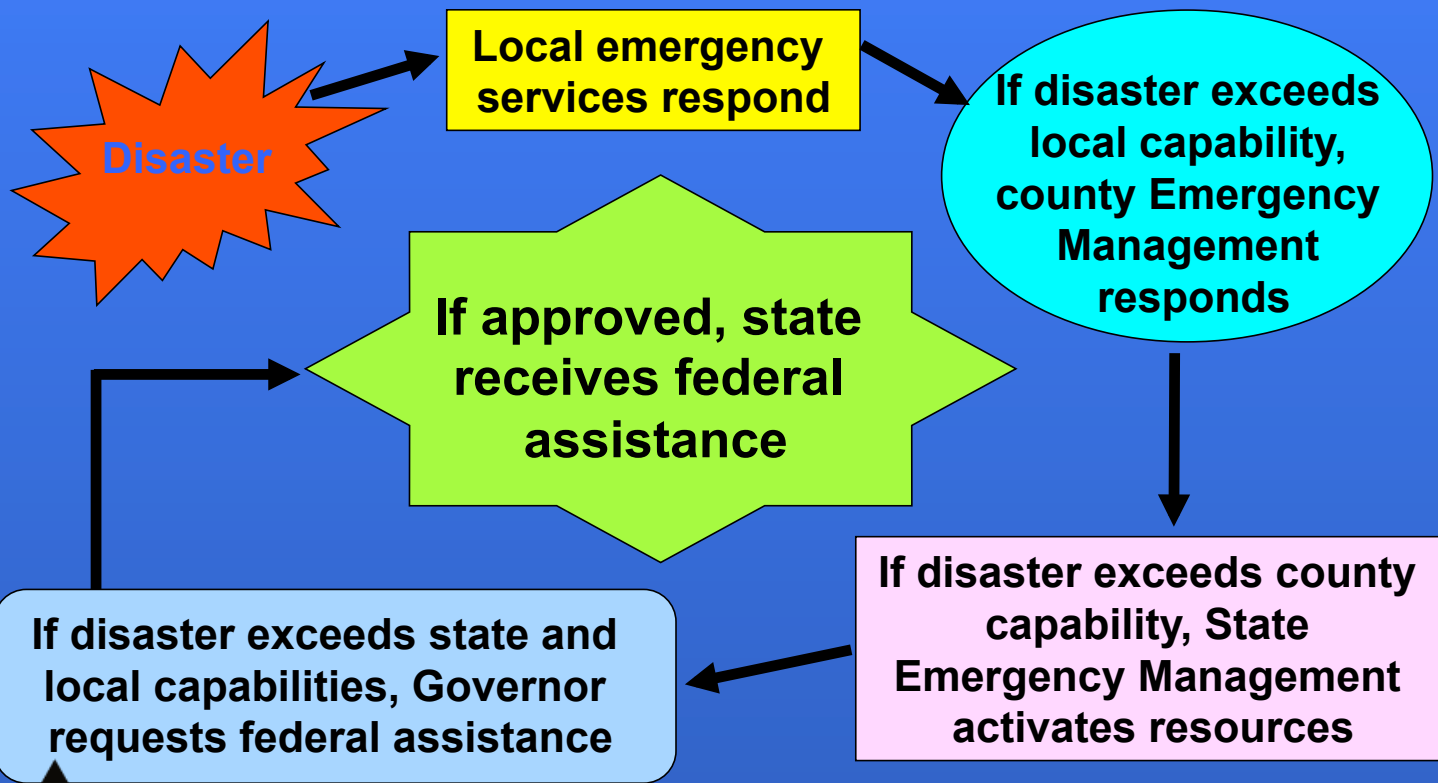 Disaster
Local emergency
services respond
If disaster exceeds
local capability,
county Emergency
Management
responds
If disaster exceeds county
capability, State
Emergency Management
activates resources
If disaster exceeds state and
local capabilities, Governor
requests federal assistance
If approved, state
receives federal
assistance